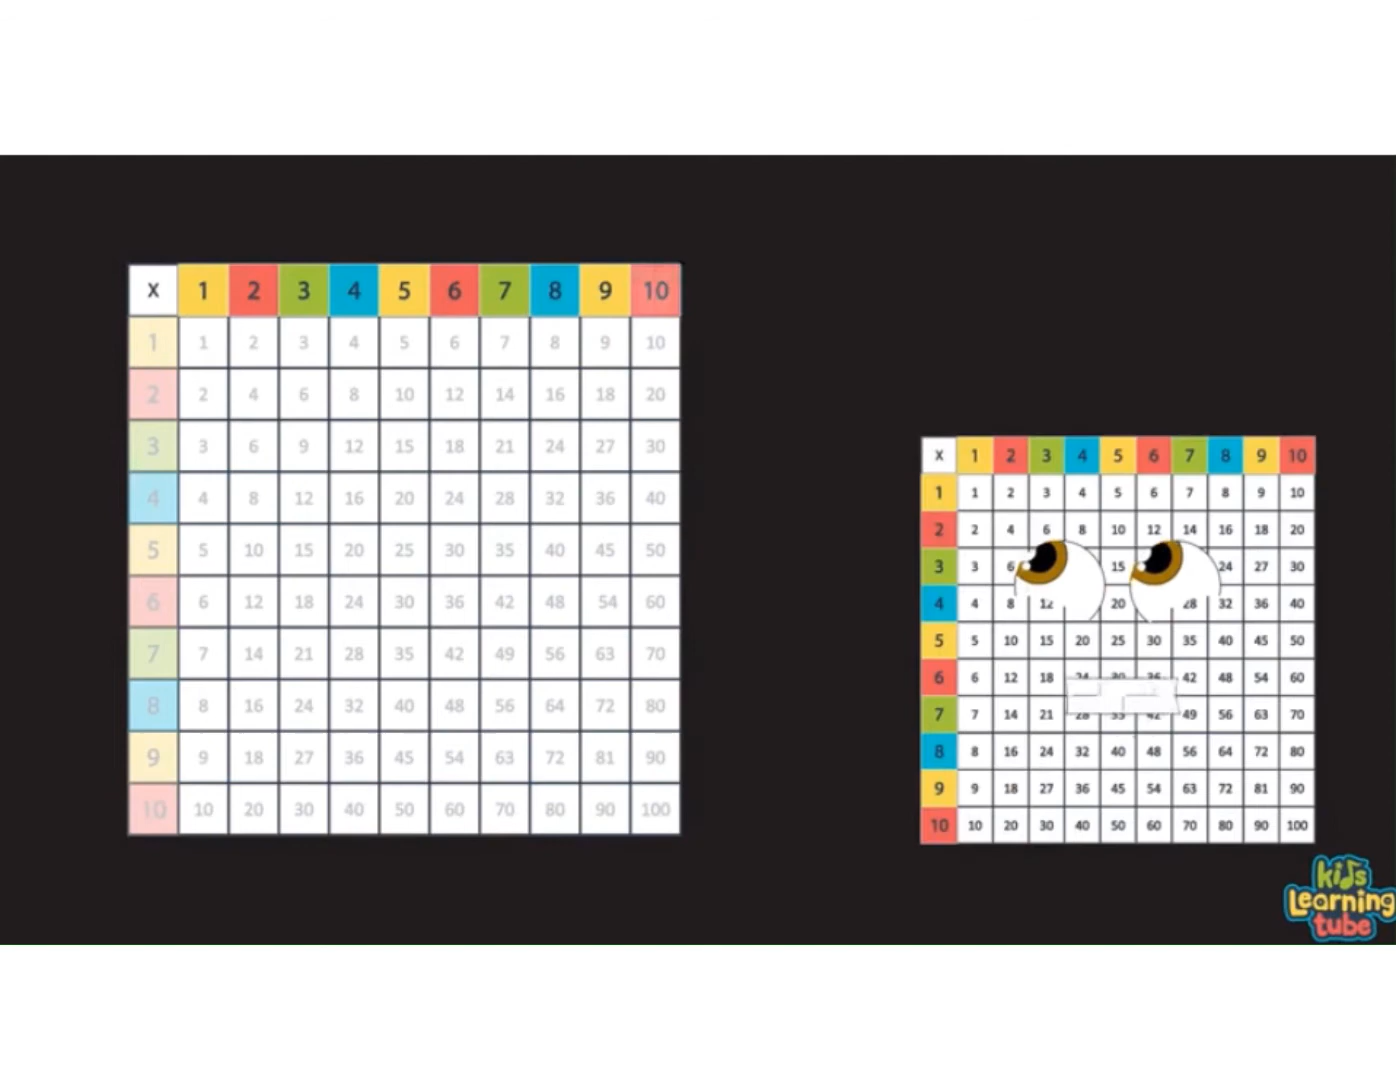 X 1 2 3 4 5 6 7 8 9 10
1 1 2 3 4 5 6 7 8 9 10
2 2 4 6 8 10 12 14 16 18 20
3 3 6 9 12 15 18 21 24 27 30
4 4 8 12 16 20 24 28 32 36 40
5 5 10 15 20 25 30 35 40 45 50
6 6 12 18 24 30 36 42 48 54 60
7 7 14 21 28 35 42 49 56 63 70
8 8 16 24 32 40 48 56 64 72 80
9 9 18 27 36 45 54 63 72 81 90
10 10 20 30 40 50 60 70 80 90 100
X 1 2 3 4 5 6 7 8 9 10
1 1 2 3 4 5 6 7 8 9 10
2 2 4 6 8 10 12 14 16 18 20
3 3 6 15 24 27 30
4 4 8 12 20 28 32 36 40
5 5 10 15 20 25 30 35 40 45 50
6 6 12 18 42 48 54 60
7 7 14 21 49 56 63 70
8 8 16 24 32 40 48 56 64 72 80
9 9 18 27 36 45 54 63 72 81 90
10 10 20 30 40 50 60 70 80 90 100
kids
Learning
tube